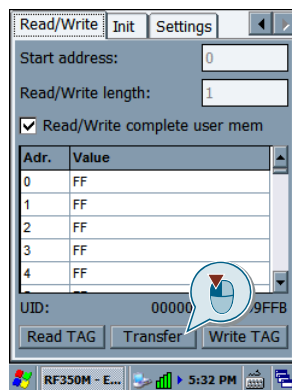 Read/Write Init Settings
Start address: 0
Read/Write length: 1
Read/Write complete user mem
Adr. Value
0 FF
1 FF
2 FF
3 FF
4 FF
UID: 00000 9FFB
Read TAG Transfer Write TAG
RF350M - E... 5:32 PM